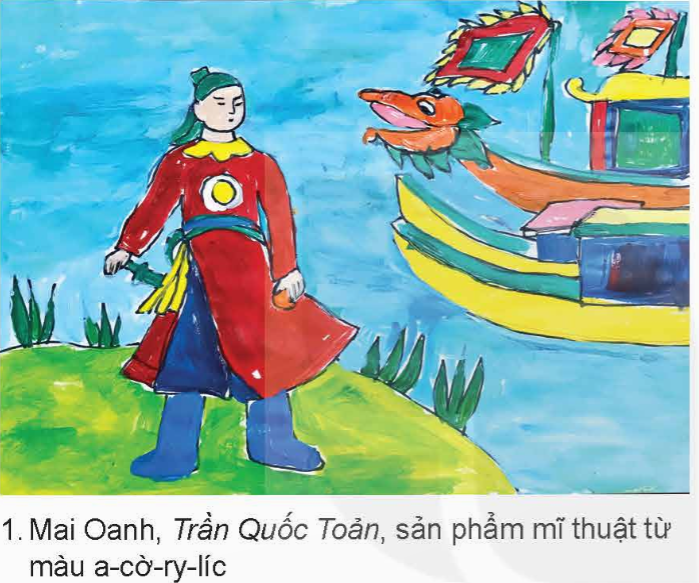 1. Mai Oanh, Trần Quốc Toản, sản phẩm mĩ thuật từ
màu a-cờ-ry-líc